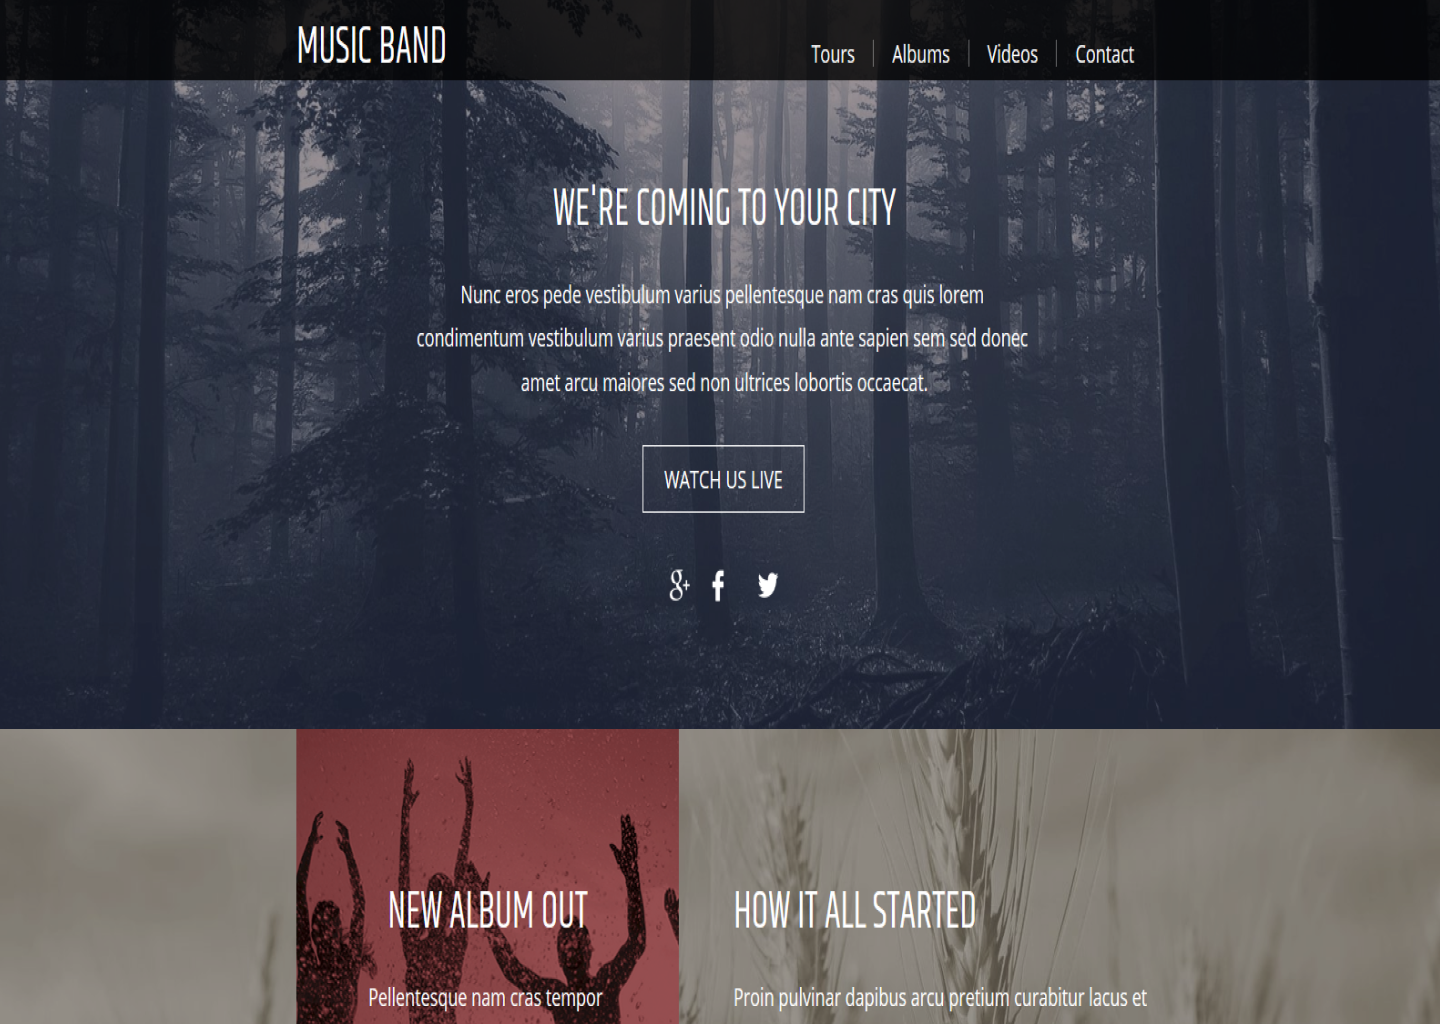 MUSIC BAND
Tours
Albums
Videos
Contact
WE'RE COMING TO YOUR CITY
Nunc eros pede vestibulum varius pellentesque nam cras quis lorem
condimentum vestibulum varius praesent odio nulla ante sapien sem sed donec
amet arcu maiores sed non ultrices lobortis occaecat.
WATCH US LIVE
NEW ALBUM OUT
Pellentesque nam cras tempor
HOW IT ALL STARTED
Proin pulvinar dapibus arcu pretium curabitur lacus et